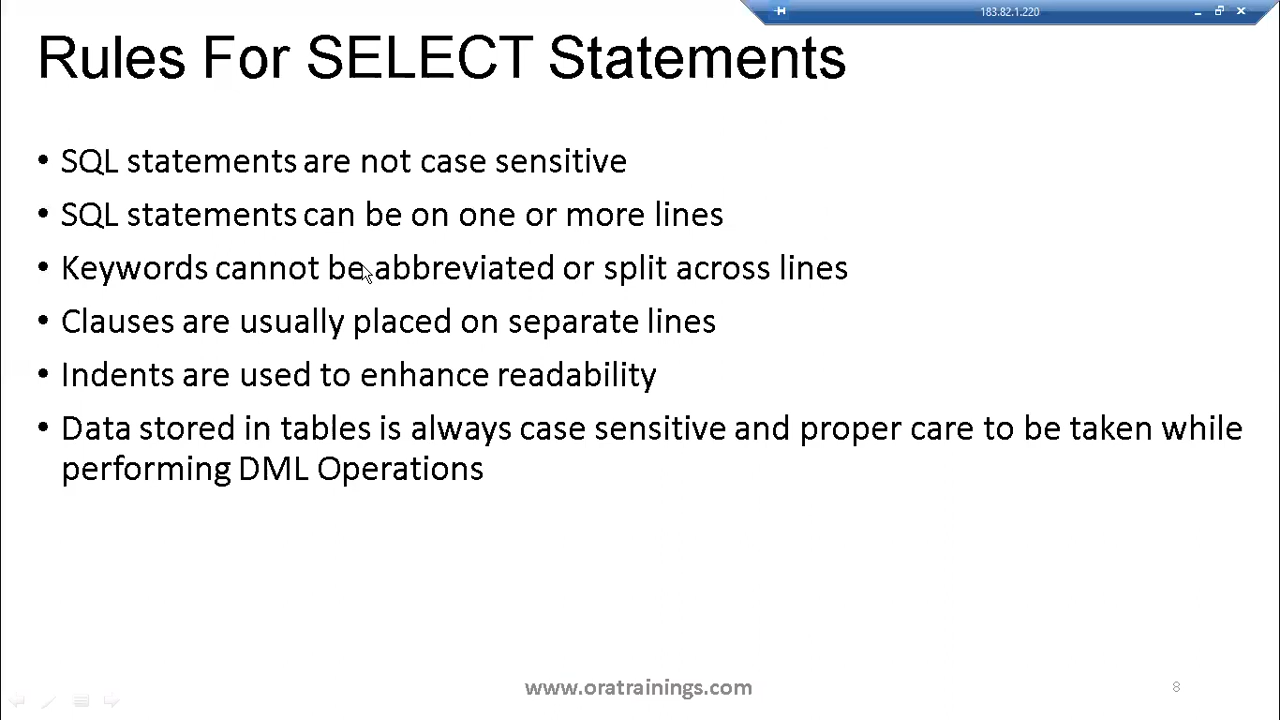 183.82.1.220
Rules For SELECT Statements
• SQL statements are not case sensitive
• SQL statements can be on one or more lines
• Keywords cannot be abbreviated or split across lines
• Clauses are usually placed on separate lines
• Indents are used to enhance readability
• Data stored in tables is always case sensitive and proper care to be taken while
performing DML Operations
www.oratrainings.com
8